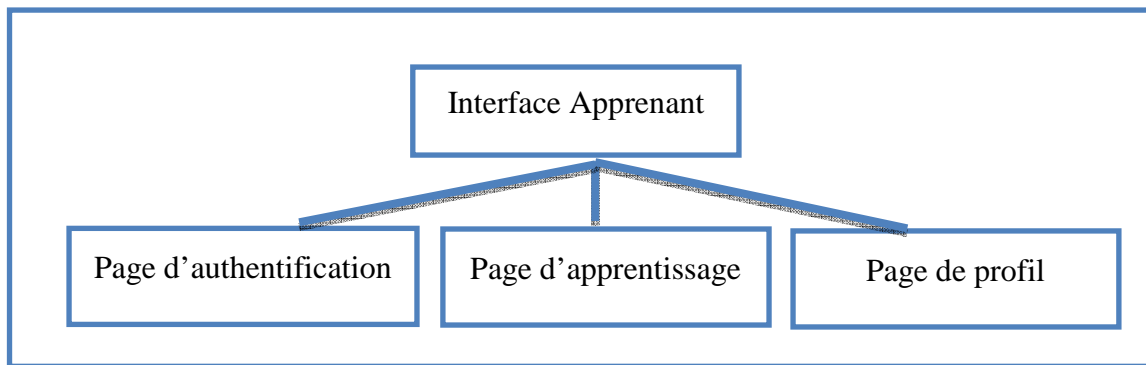 Interface Apprenant
Page d’authentification
Page d’apprentissage
Page de profil